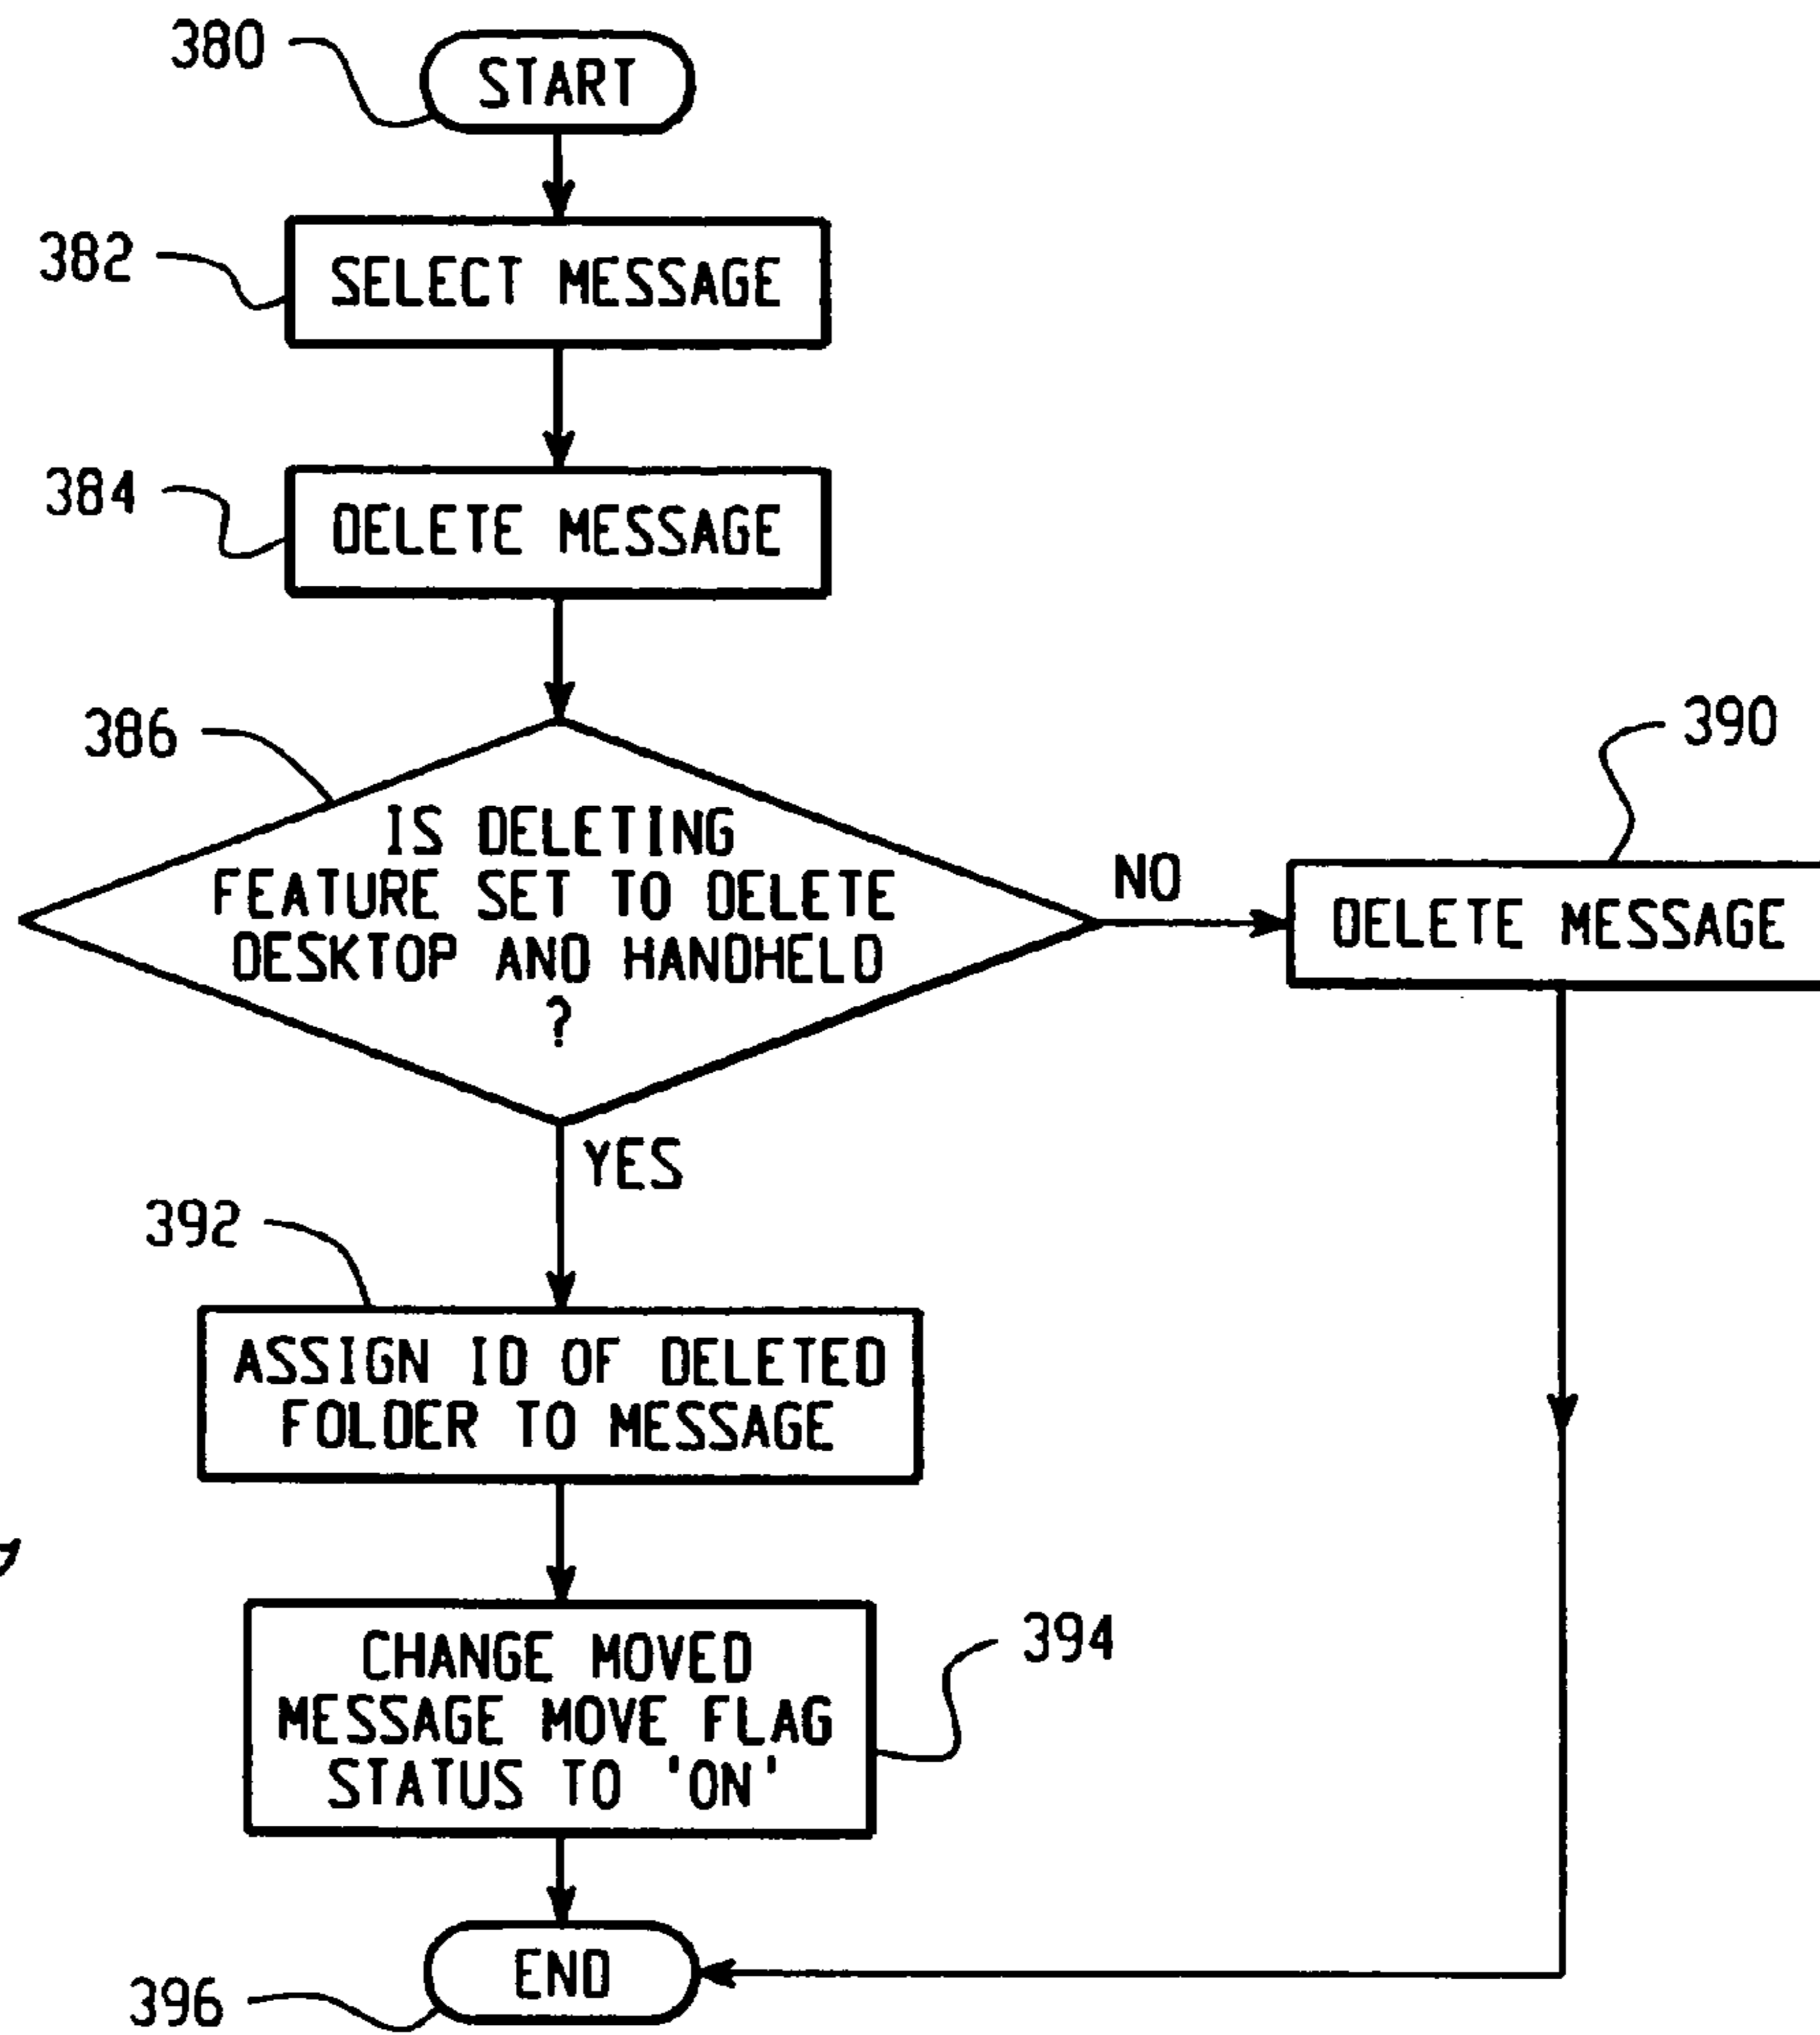 380
START
382
SELECT MESSAGE
384
DELETE MESSAGE
386
IS DELETING
FEATURE SET TO DELETE
DESKTOP AND HANDHELD
?
NO
390
DELETE MESSAGE
YES
392
ASSIGN ID OF DELETED
FOLDER TO MESSAGE
CHANGE MOVED
MESSAGE MOVE FLAG
STATUS TO 'ON'
394
END
396